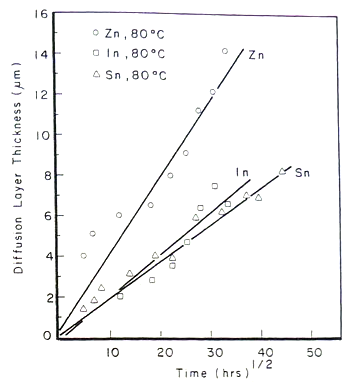 16
14
12
10
8
6
4
2
0
Diffusion Layer Thickness (μm)
Zn, 80°C
In, 80°C
Sn, 80°C
Zn
In
Sn
10
20
30
40
50
Time (hrs)1/2